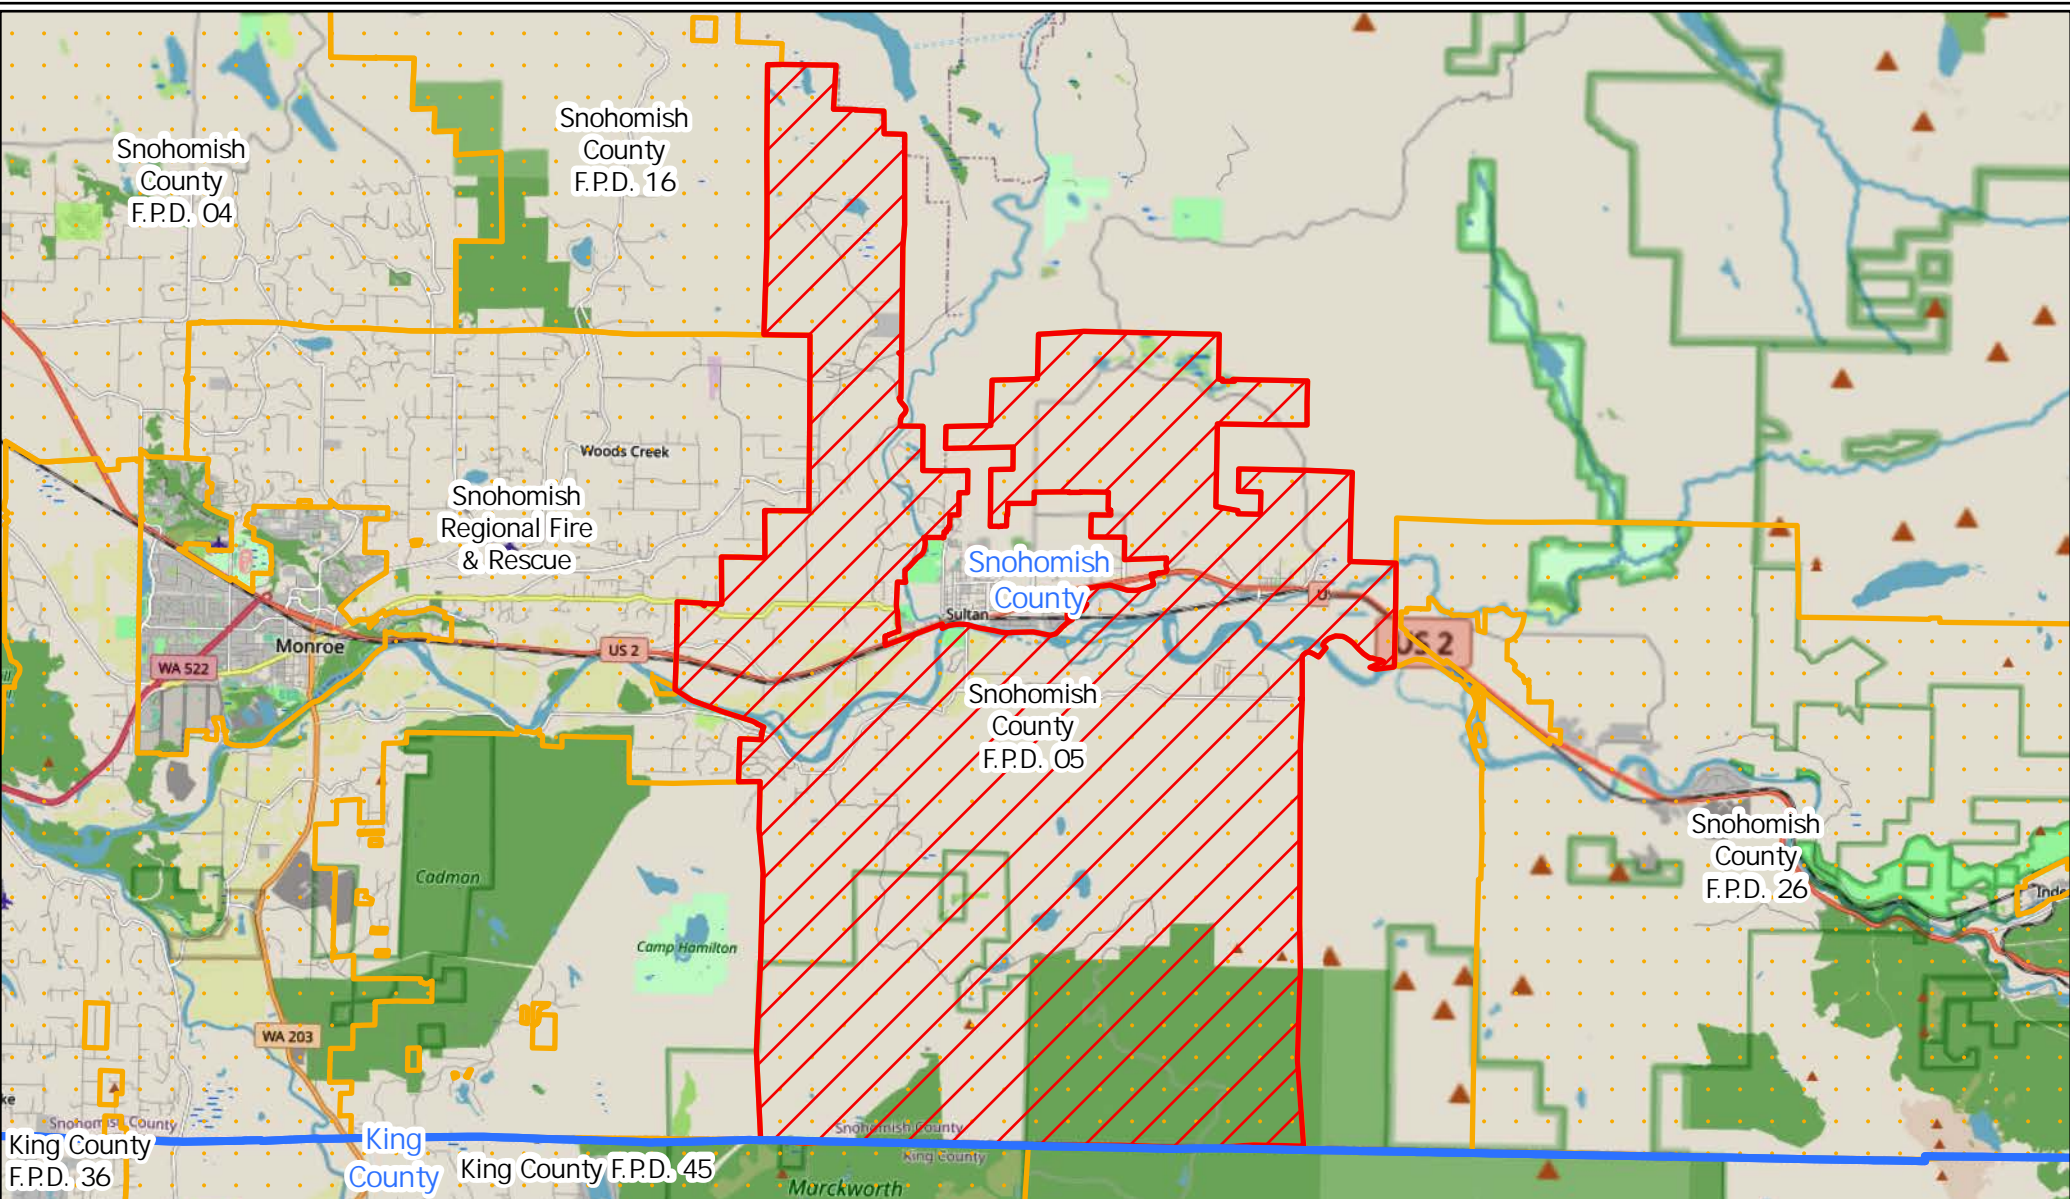 Snohomish
County
F.P.D. 16
Snohomish
County
F.P.D. 04
Woods Creek
Snohomish
Regional Fire
& Rescue
Snohomish
County
Sultan
US 2
Monroe
US 2
WA 522
Snohomish
County
F.P.D. 05
Snohomish
County
F.P.D. 26
Cadman
Camp Hamilton
WA 203
Snohomish County
Snohomish County
King County
King County
F.P.D. 36
King
County
King County F.P.D. 45
Marckworth